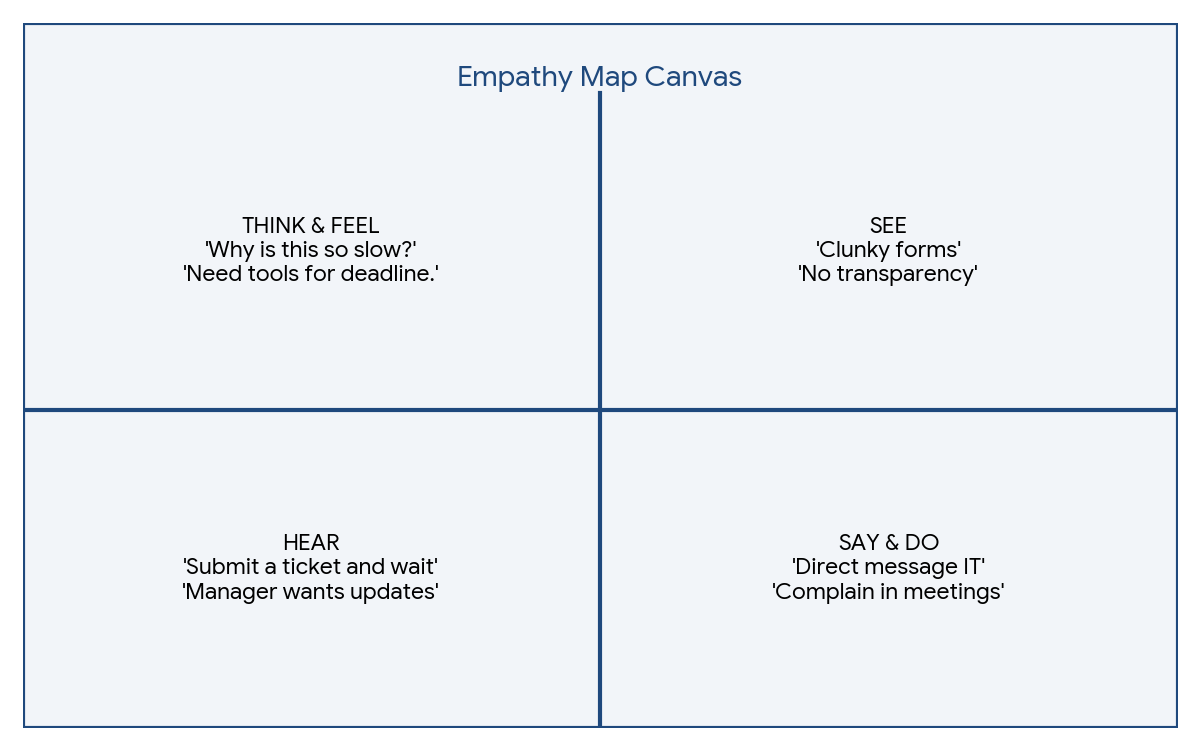 Empathy Map Canvas
THINK & FEEL
'Why is this so slow?'
'Need tools for deadline.'
SEE
'Clunky forms'
'No transparency'
HEAR
'Submit a ticket and wait'
'Manager wants updates'
SAY & DO
'Direct message IT'
'Complain in meetings'